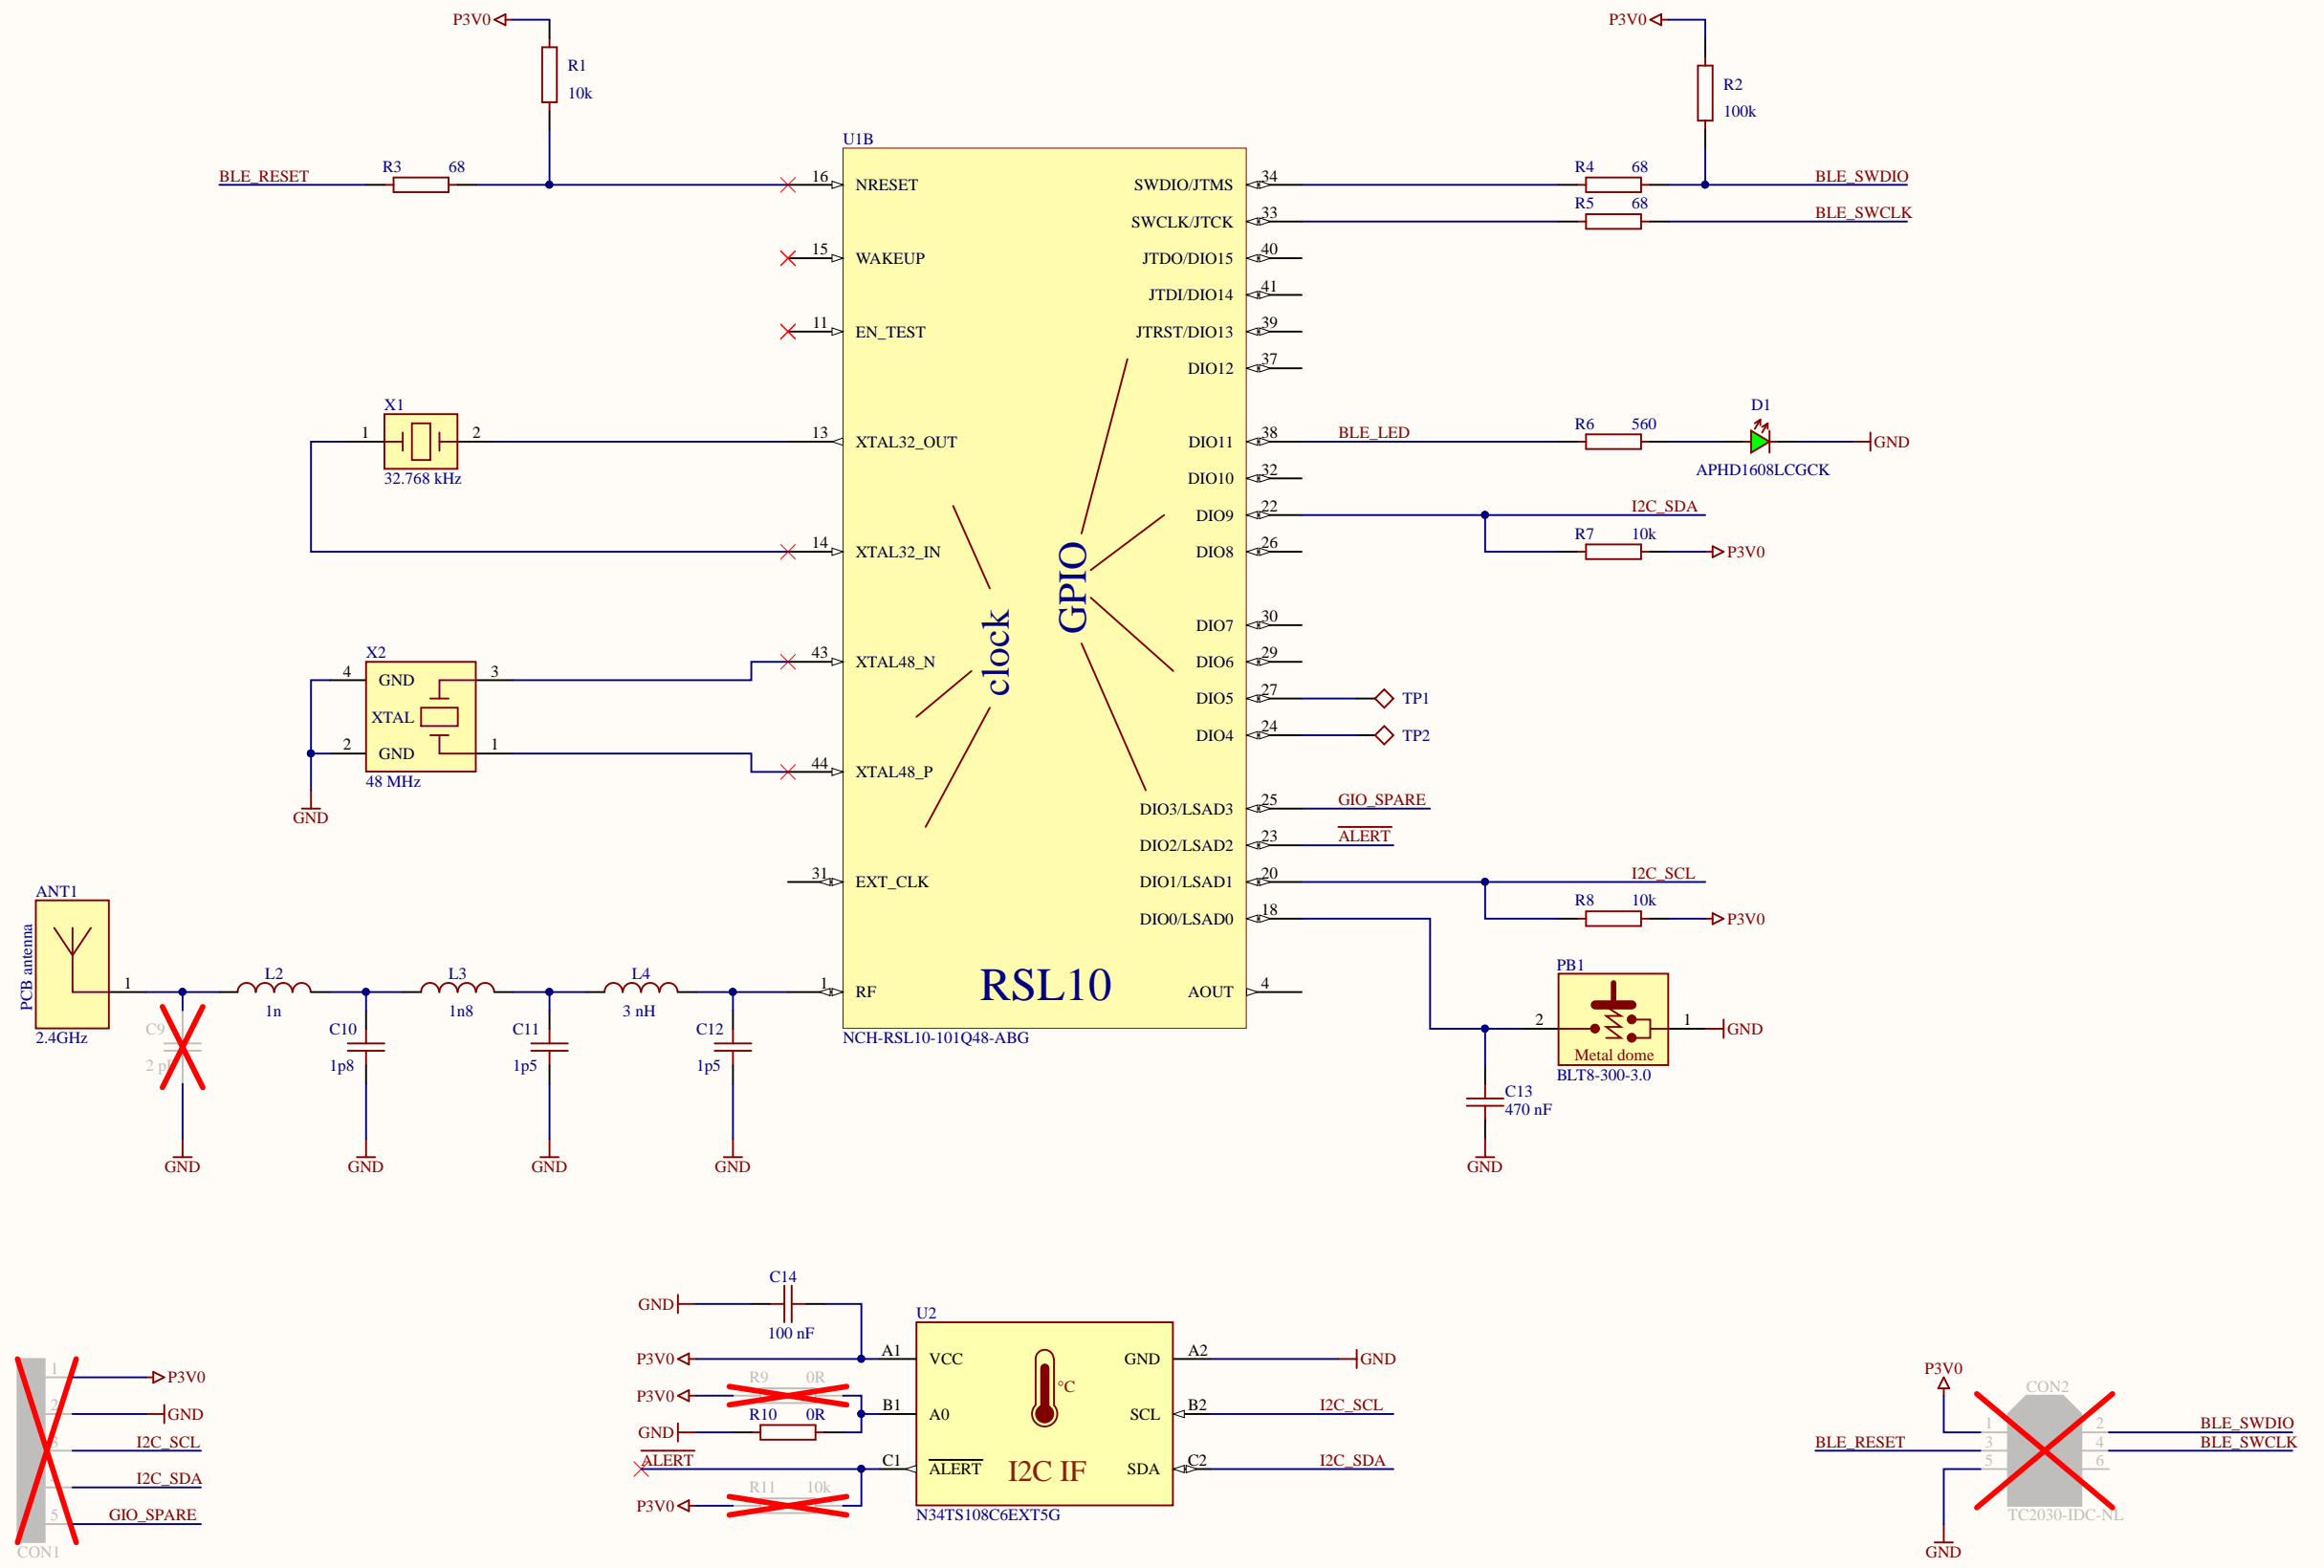 P3V0
R1
10k
P3V0
R2
100k
U1B
BLE_RESET
R3 68
16 NRESET
SWDIO/JTMS 34
R4 68
BLE_SWDIO
SWCLK/JTCK 33
R5 68
BLE_SWCLK
15 WAKEUP
JTDO/DIO15 40
JTDI/DIO14 41
11 EN_TEST
JTRST/DIO13 39
DIO12 37
X1
1 2
32.768 kHz
13 XTAL32_OUT
DIO11 38
BLE_LED
R6 560
D1
APHD1608LCGCK
GND
DIO10 32
DIO9 22
I2C_SDA
14 XTAL32_IN
DIO8 26
R7 10k
P3V0
GPIO
clock
DIO7 30
X2
4 GND 3
XTAL
2 GND 1
48 MHz
GND
43 XTAL48_N
DIO6 29
DIO5 27
TP1
DIO4 24
TP2
44 XTAL48_P
DIO3/LSAD3 25
GIO_SPARE
DIO2/LSAD2 23
ALERT
31 EXT_CLK
DIO1/LSAD1 20
I2C_SCL
DIO0/LSAD0 18
R8 10k
P3V0
ANT1
PCB antenna
2.4GHz
1
L2
1n
L3
1n8
L4
3 nH
1 RF
RSL10
AOUT 4
NCH-RSL10-101Q48-ABG
C9
2 p
GND
C10
1p8
GND
C11
1p5
GND
C12
1p5
GND
PB1
2 1
Metal dome
BLT8-300-3.0
GND
C13
470 nF
GND
C14
GND
100 nF
U2
P3V0
A1 VCC
GND A2
GND
P3V0
R9 0R
°C
B1 A0
SCL B2
I2C_SCL
GND
R10 0R
ALERT
C1 ALERT
I2C IF
SDA C2
I2C_SDA
P3V0
R11 10k
N34TS108C6EXT5G
1 P3V0
2 GND
3 I2C_SCL
I2C_SDA
5 GIO_SPARE
CON1
P3V0
CON2
1 2 BLE_SWDIO
BLE_RESET 3 4 BLE_SWCLK
5 6
TC2030-IDC-NL
GND